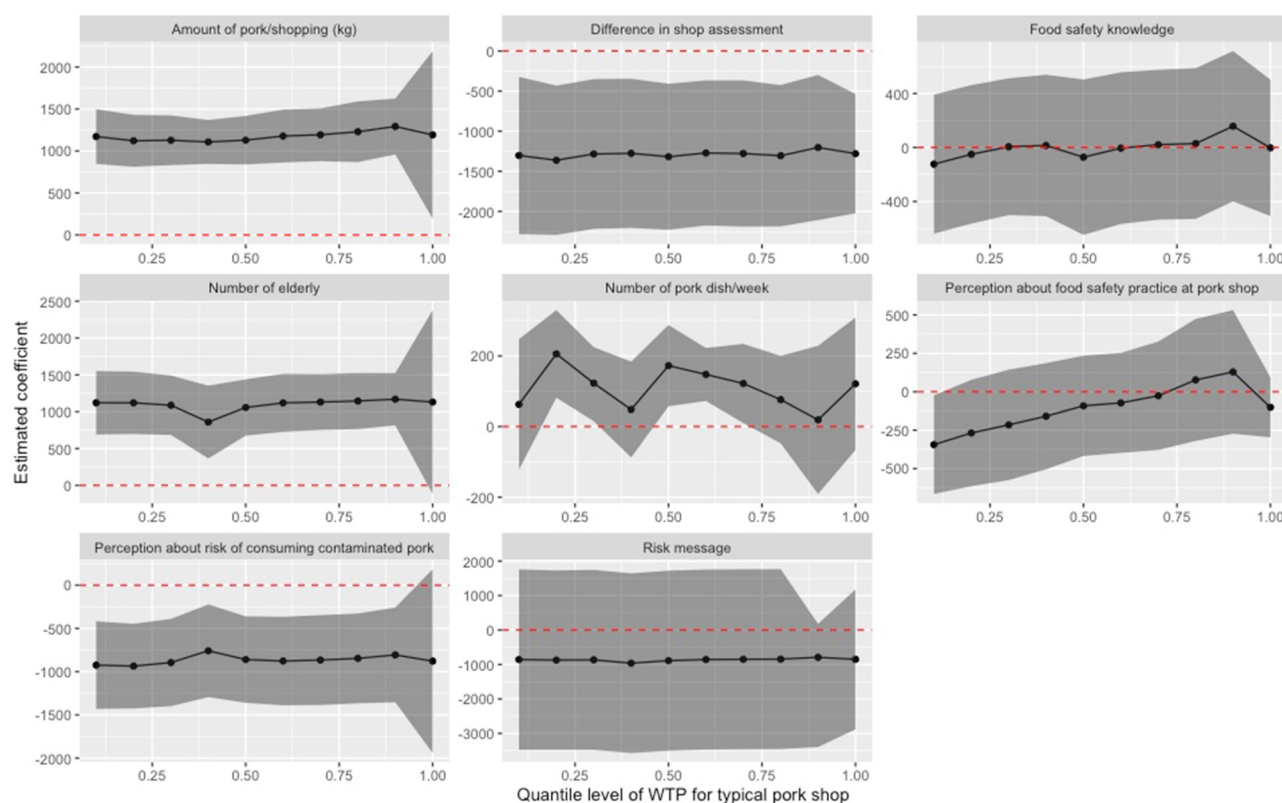 Amount of pork/shopping (kg)
2000
1500
1000
500
0
0.25 0.50 0.75 1.00
Difference in shop assessment
0
-500
-1000
-1500
-2000
0.25 0.50 0.75 1.00
Food safety knowledge
400
0
-400
0.25 0.50 0.75 1.00
Estimated coefficient
Number of elderly
2500
2000
1500
1000
500
0
0.25 0.50 0.75 1.00
Number of pork dish/week
200
0
-200
0.25 0.50 0.75 1.00
Perception about food safety practice at pork shop
500
250
0
-250
-500
0.25 0.50 0.75 1.00
Perception about risk of consuming contaminated pork
0
-500
-1000
-1500
-2000
0.25 0.50 0.75 1.00
Risk message
2000
1000
0
-1000
-2000
-3000
0.25 0.50 0.75 1.00
Quantile level of WTP for typical pork shop